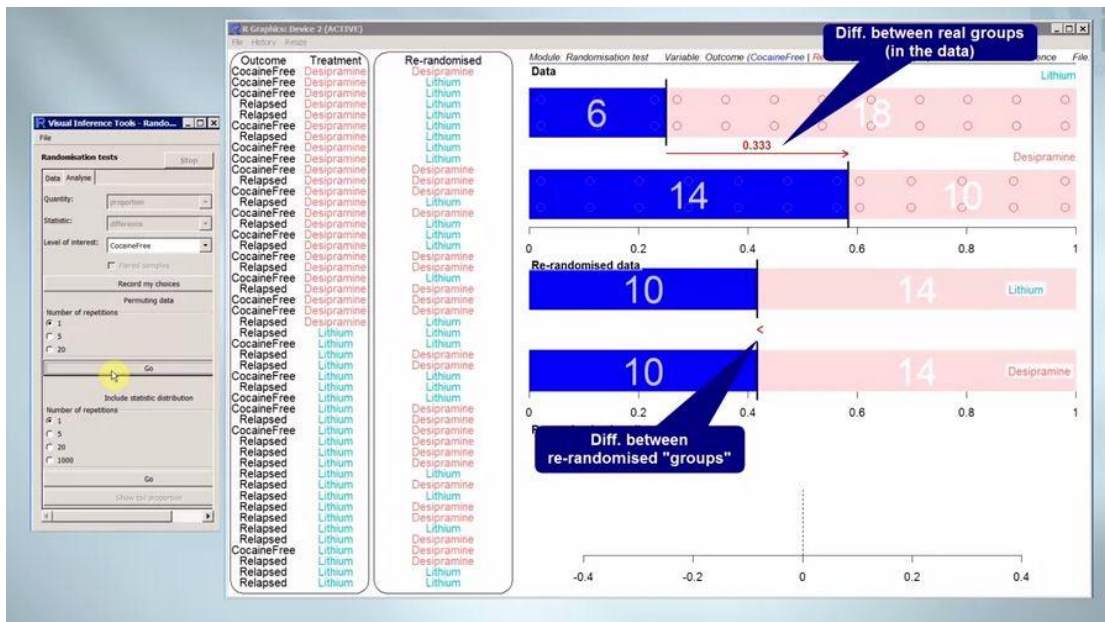 R Graphics: Device 2 (ACTIVE)
File History Resize
Visual Inference Tools - Rando...
File
Randomisation tests Stop
Data Analyse
Quantity: proportion
Statistic: difference
Level of interest: CocaineFree
Paired samples
Record my choices
Permuting data
Number of repetitions
1
5
20
Go
Include statistic distribution
Number of repetitions
1
5
20
1000
Go
Show tail proportion
Outcome Treatment Re-randomised
CocaineFree Desipramine Desipramine
CocaineFree Desipramine Lithium
CocaineFree Desipramine Lithium
Relapsed Desipramine Lithium
Relapsed Desipramine Lithium
CocaineFree Desipramine Lithium
Relapsed Desipramine Lithium
CocaineFree Desipramine Lithium
CocaineFree Desipramine Lithium
CocaineFree Desipramine Desipramine
Relapsed Desipramine Desipramine
CocaineFree Desipramine Desipramine
Relapsed Desipramine Lithium
CocaineFree Desipramine Desipramine
Relapsed Desipramine Lithium
CocaineFree Desipramine Lithium
Relapsed Desipramine Lithium
CocaineFree Desipramine Desipramine
Relapsed Desipramine Desipramine
CocaineFree Desipramine Lithium
Relapsed Desipramine Desipramine
CocaineFree Desipramine Desipramine
CocaineFree Desipramine Desipramine
Relapsed Desipramine Lithium
Relapsed Lithium Lithium
CocaineFree Lithium Lithium
Relapsed Lithium Desipramine
Relapsed Lithium Desipramine
CocaineFree Lithium Lithium
Relapsed Lithium Lithium
CocaineFree Lithium Lithium
CocaineFree Lithium Desipramine
Relapsed Lithium Desipramine
CocaineFree Lithium Desipramine
Relapsed Lithium Desipramine
Relapsed Lithium Desipramine
Relapsed Lithium Desipramine
Relapsed Lithium Lithium
Relapsed Lithium Desipramine
Relapsed Lithium Lithium
Relapsed Lithium Desipramine
Relapsed Lithium Desipramine
Relapsed Lithium Lithium
Relapsed Lithium Desipramine
CocaineFree Lithium Desipramine
Relapsed Lithium Desipramine
Relapsed Lithium Lithium
Relapsed Lithium Lithium
Module: Randomisation test Variable: Outcome (CocaineFree | File:
Diff. between real groups
(in the data)
Data
Lithium
6 18
0.333
Desipramine
14 10
0 0.2 0.4 0.6 0.8 1
Re-randomised data
10 14 Lithium
10 14 Desipramine
0 0.2 0.4 0.6 0.8 1
Diff. between
re-randomised "groups"
-0.4 -0.2 0 0.2 0.4